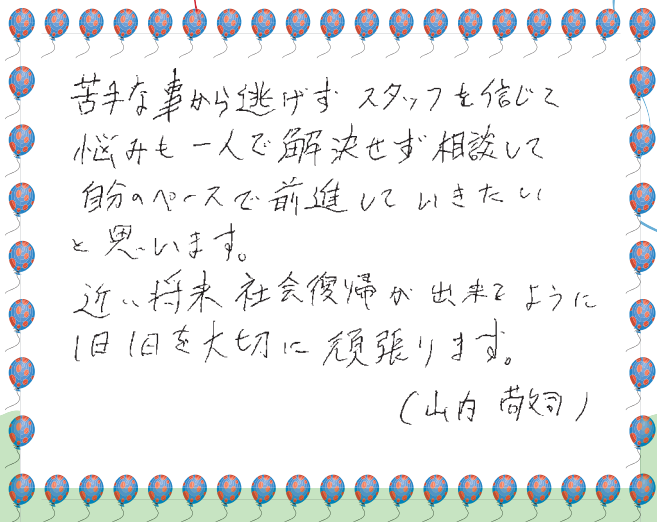 苦手な事から逃げず スタッフを信じて
悩みも一人で解決せず相談して
自分のペースで前進していきたい
と思います。
近い将来 社会復帰が出来るように
1日1日を大切に頑張ります。
(山内 敬司)